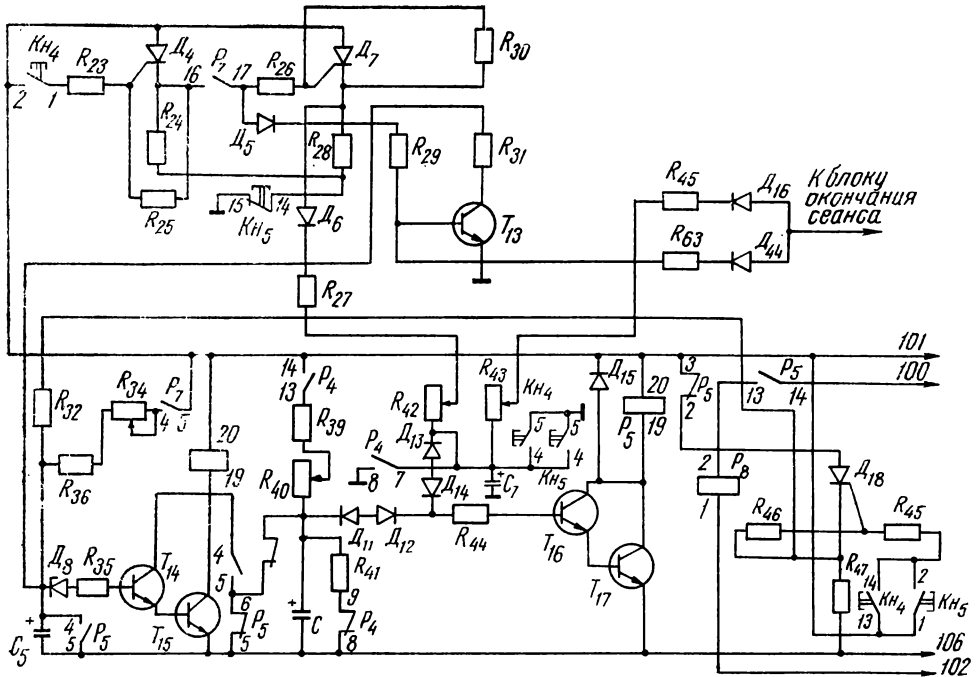 Кн4
R23
Д4
16
P7
17
R26
Д7
R30
2
1
R24
Д5
R28
R29
R31
R25
15
Кн5
14
Д6
T13
R45
Д16
К блоку
окончания
сеанса
R63
Д44
R27
101
100
R32
R34
P7
4
5
14
13
P4
R42
R43
Кн4
Д15
20
P5
19
3
P5
2
13
P5
14
20
19
R39
Д13
5
5
R36
R40
P4
8
7
Д14
C7
4
4
Кн5
2
P8
1
Д18
R46
R45
Д8
R35
T14
4
5
Д11
Д12
R44
T16
R41
T17
R47
14
Кн4
13
2
Кн5
1
C5
4
5
P5
T15
6
5
P5
C
9
P4
8
106
102